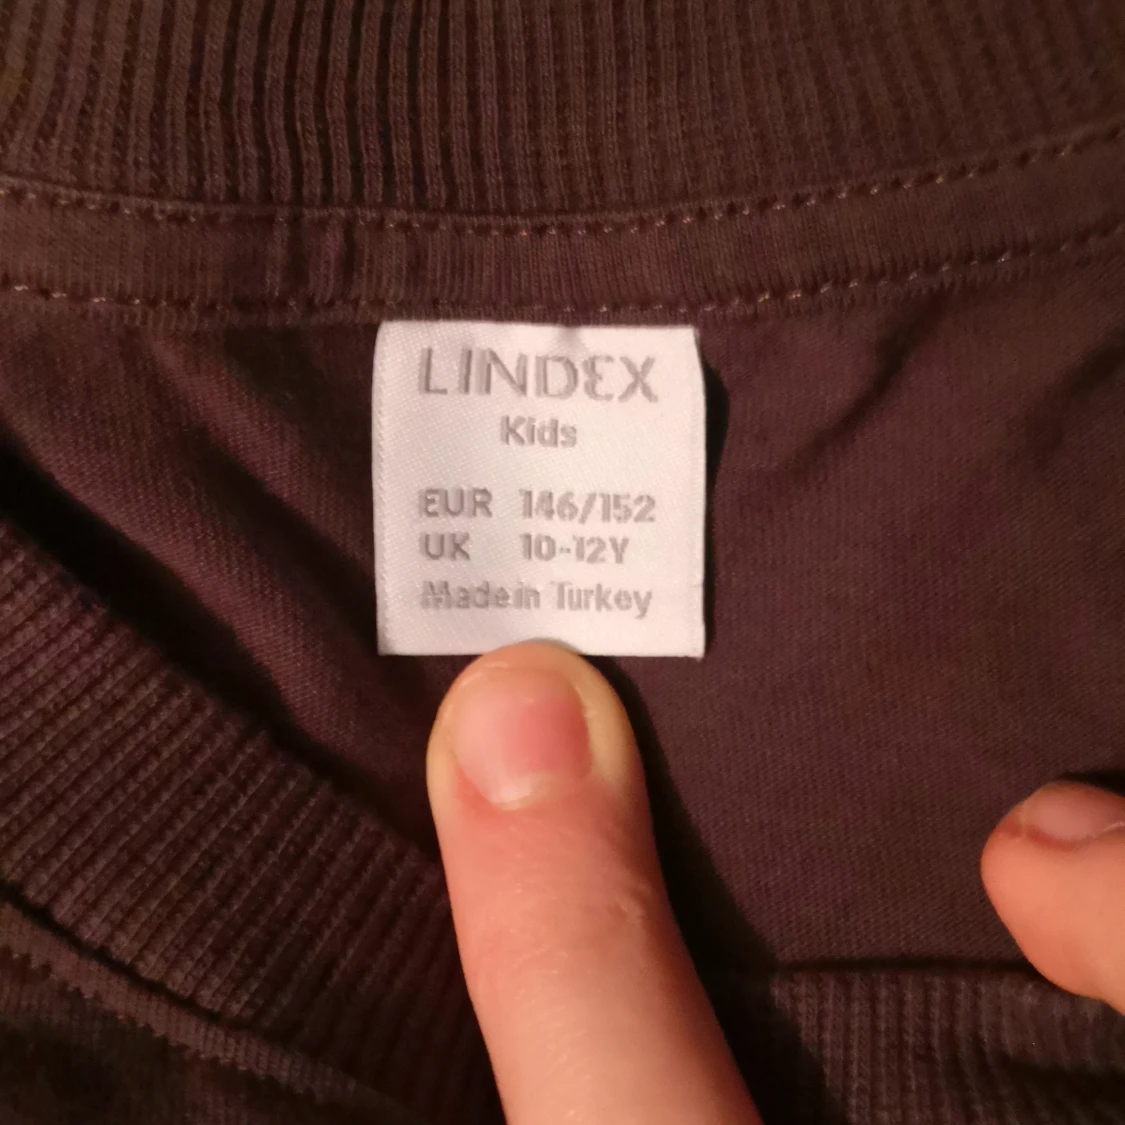 LINDEX
Kids
EUR 146/152
UK 10-12Y
Made in Turkey